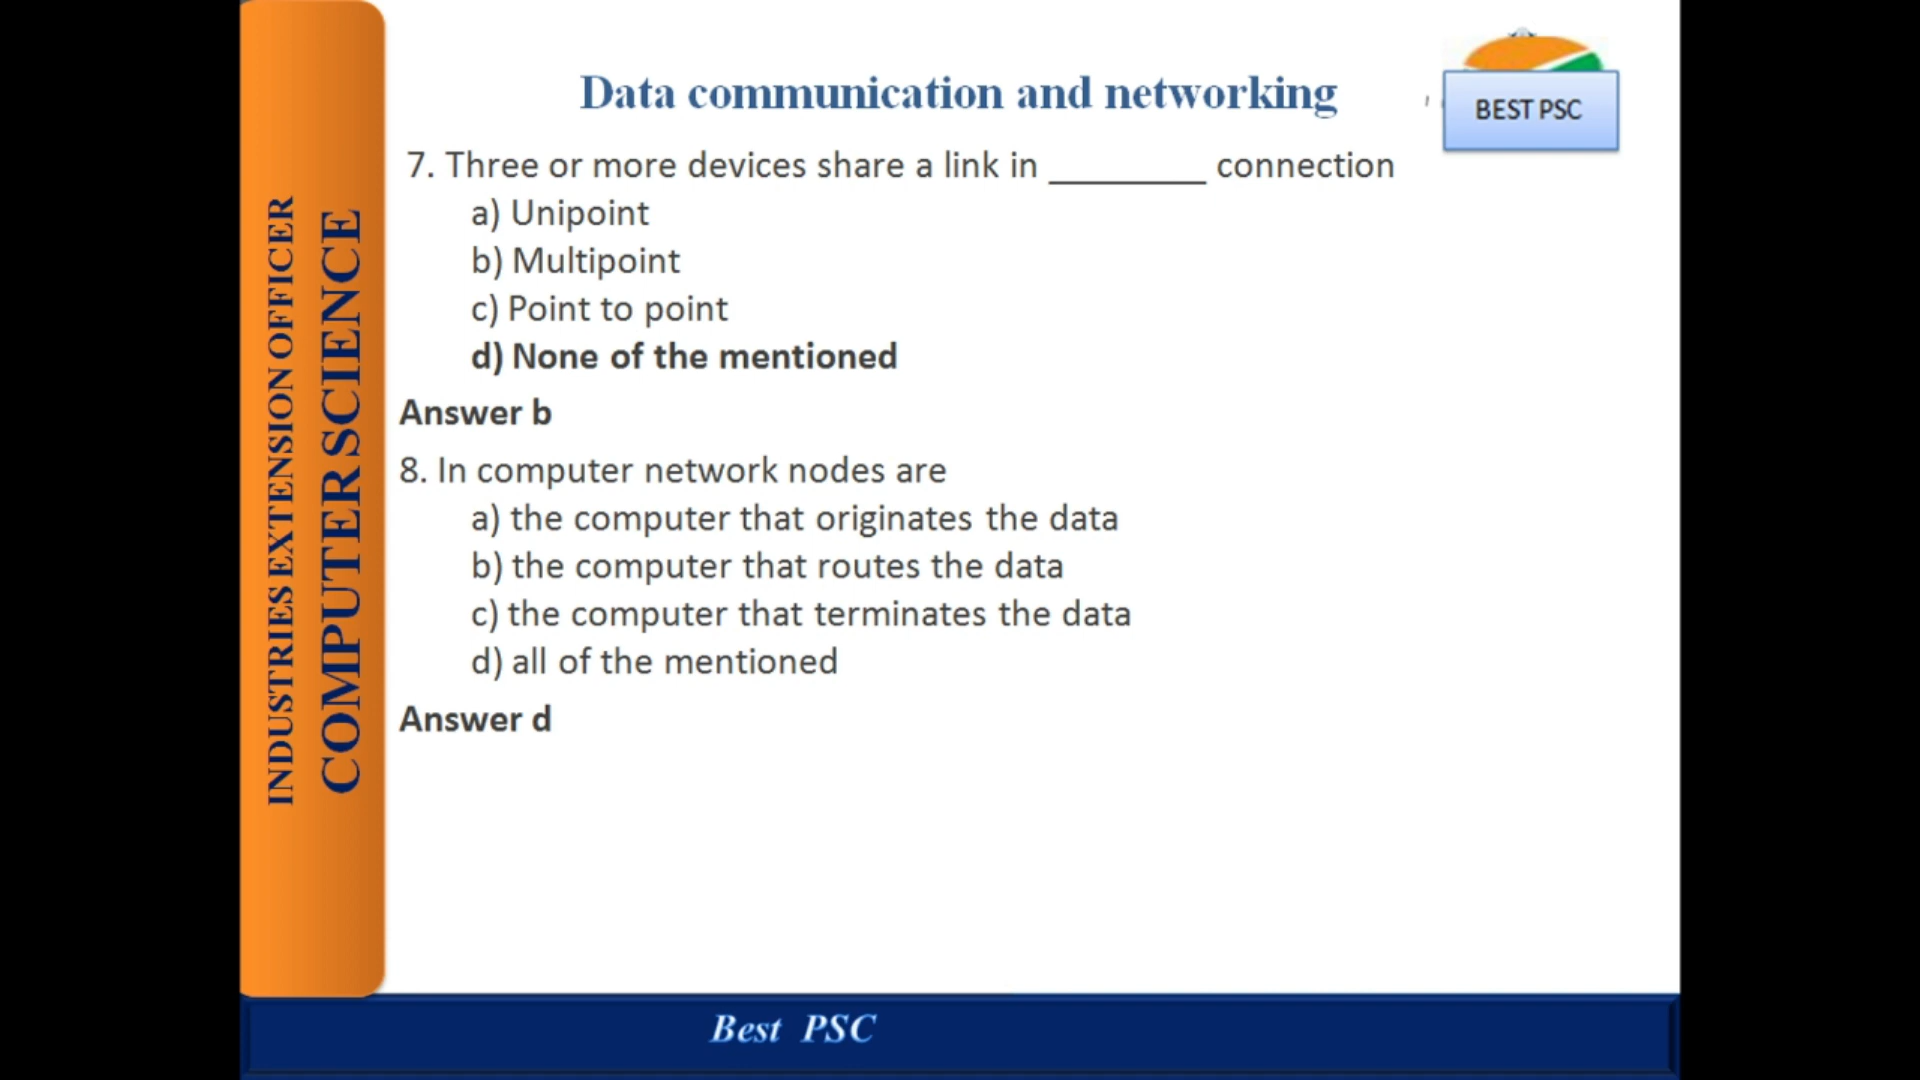 INDUSTRIES EXTENSION OFFICER
COMPUTER SCIENCE
Data communication and networking
BEST PSC
7. Three or more devices share a link in ________ connection
a) Unipoint
b) Multipoint
c) Point to point
d) None of the mentioned
Answer b
8. In computer network nodes are
a) the computer that originates the data
b) the computer that routes the data
c) the computer that terminates the data
d) all of the mentioned
Answer d
Best PSC